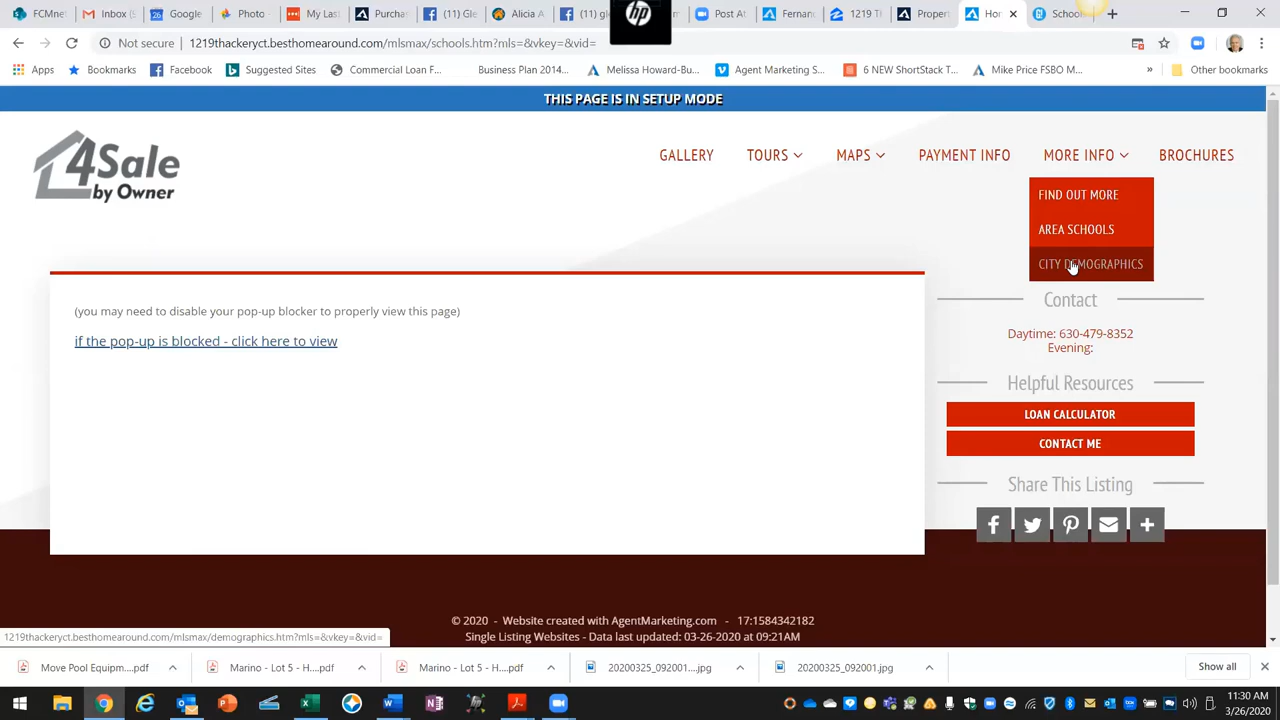 11 (Gle
My Last
Actuan
(11) Gle
Alicia A
Post At
Fernan
1219 T
Propert
Hor
School
Not secure
1219thackeryct.besthomearound.com/mlsmax/schools.htm?mls=&vkey=&vid=
Apps
Bookmarks
Facebook
Suggested Sites
Commercial Loan F...
Business Plan 2014...
Melissa Howard-Bu...
Agent Marketing S...
6 NEW ShortStack T...
Mike Price FSBO M...
»
Other bookmarks
THIS PAGE IS IN SETUP MODE
4Sale
by Owner
GALLERY
TOURS
MAPS
PAYMENT INFO
MORE INFO
BROCHURES
FIND OUT MORE
AREA SCHOOLS
CITY DEMOGRAPHICS
(you may need to disable your pop-up blocker to properly view this page)
if the pop-up is blocked - click here to view
Contact
Daytime: 630-479-8352
Evening:
Helpful Resources
LOAN CALCULATOR
CONTACT ME
Share This Listing
© 2020 - Website created with AgentMarketing.com - 17:1584342182
Single Listing Websites - Data last updated: 03-26-2020 at 09:21AM
1219thackeryct.besthomearound.com/mlsmax/demographics.htm?mls=&vkey=&vid=
Move Pool Equipm....pdf
Marino - Lot 5 - H....pdf
Marino - Lot 5 - H....pdf
20200325_092001....jpg
20200325_092001.jpg
Show all
11:30 AM
3/26/2020